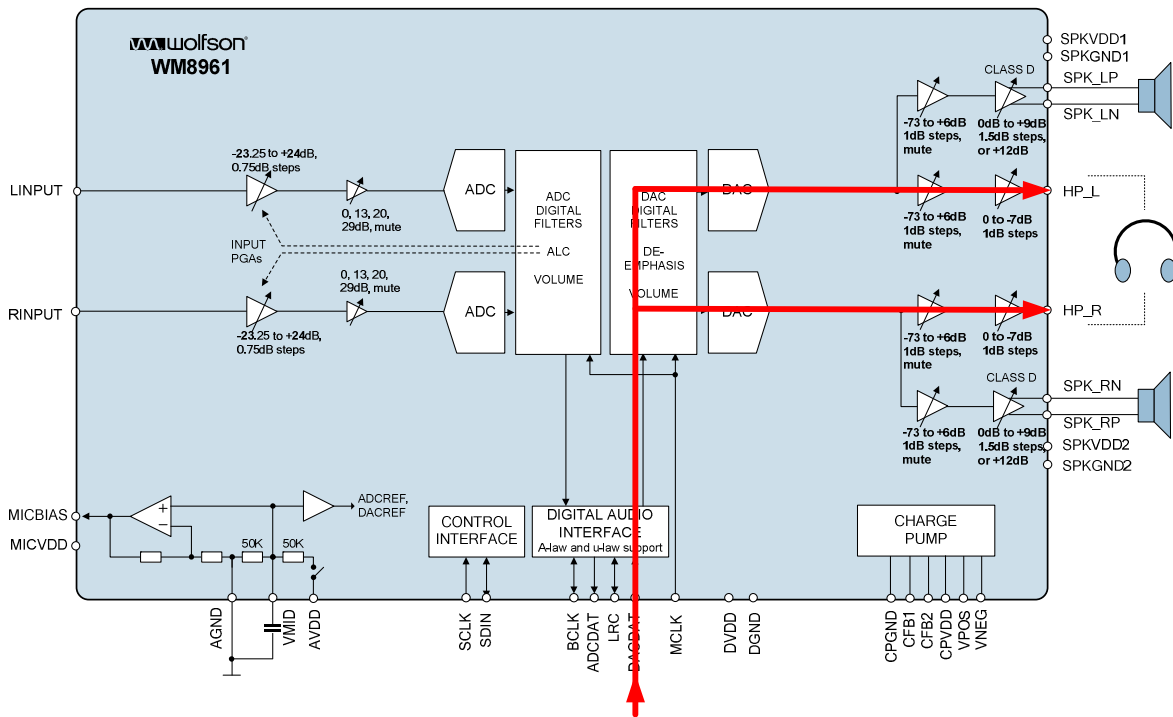 wolfson
WM8961
SPKVDD1
SPKGND1
CLASS D
SPK_LP
SPK_LN
-73 to +6dB
1dB steps,
mute
0dB to +9dB
1.5dB steps,
or +12dB
-23.25 to +24dB,
0.75dB steps
LINPUT
ADC
ADC
DIGITAL
FILTERS
ALC
VOLUME
DAC
DIGITAL
FILTERS
DE-
EMPHASIS
VOLUME
DAC
HP_L
0, 13, 20,
29dB, mute
-73 to +6dB
1dB steps,
mute
0 to -7dB
1dB steps
INPUT
PGAs
0, 13, 20,
29dB, mute
RINPUT
ADC
DAC
HP_R
-23.25 to +24dB,
0.75dB steps
-73 to +6dB
1dB steps,
mute
0 to -7dB
1dB steps
CLASS D
SPK_RN
SPK_RP
-73 to +6dB
1dB steps,
mute
0dB to +9dB
1.5dB steps,
or +12dB
SPKVDD2
SPKGND2
MICBIAS
MICVDD
+
–
ADCREF,
DACREF
50K
50K
CONTROL
INTERFACE
DIGITAL AUDIO
INTERFACE
A-law and u-law support
CHARGE
PUMP
AGND
VMID
AVDD
SCLK
SDIN
BCLK
ADCDAT
LRC
DACDAT
MCLK
DVDD
DGND
CPGND
CFB1
CFB2
CPVDD
VPOS
VNEG